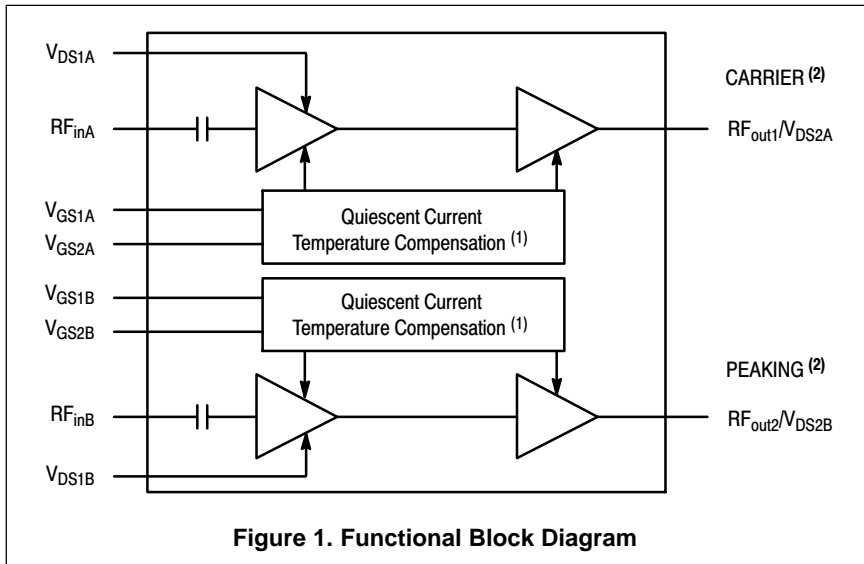 V_DS1A
CARRIER (2)
RF_inA
RF_out1/V_DS2A
V_GS1A
Quiescent Current
Temperature Compensation (1)
V_GS2A
V_GS1B
Quiescent Current
Temperature Compensation (1)
V_GS2B
PEAKING (2)
RF_inB
RF_out2/V_DS2B
V_DS1B
Figure 1. Functional Block Diagram